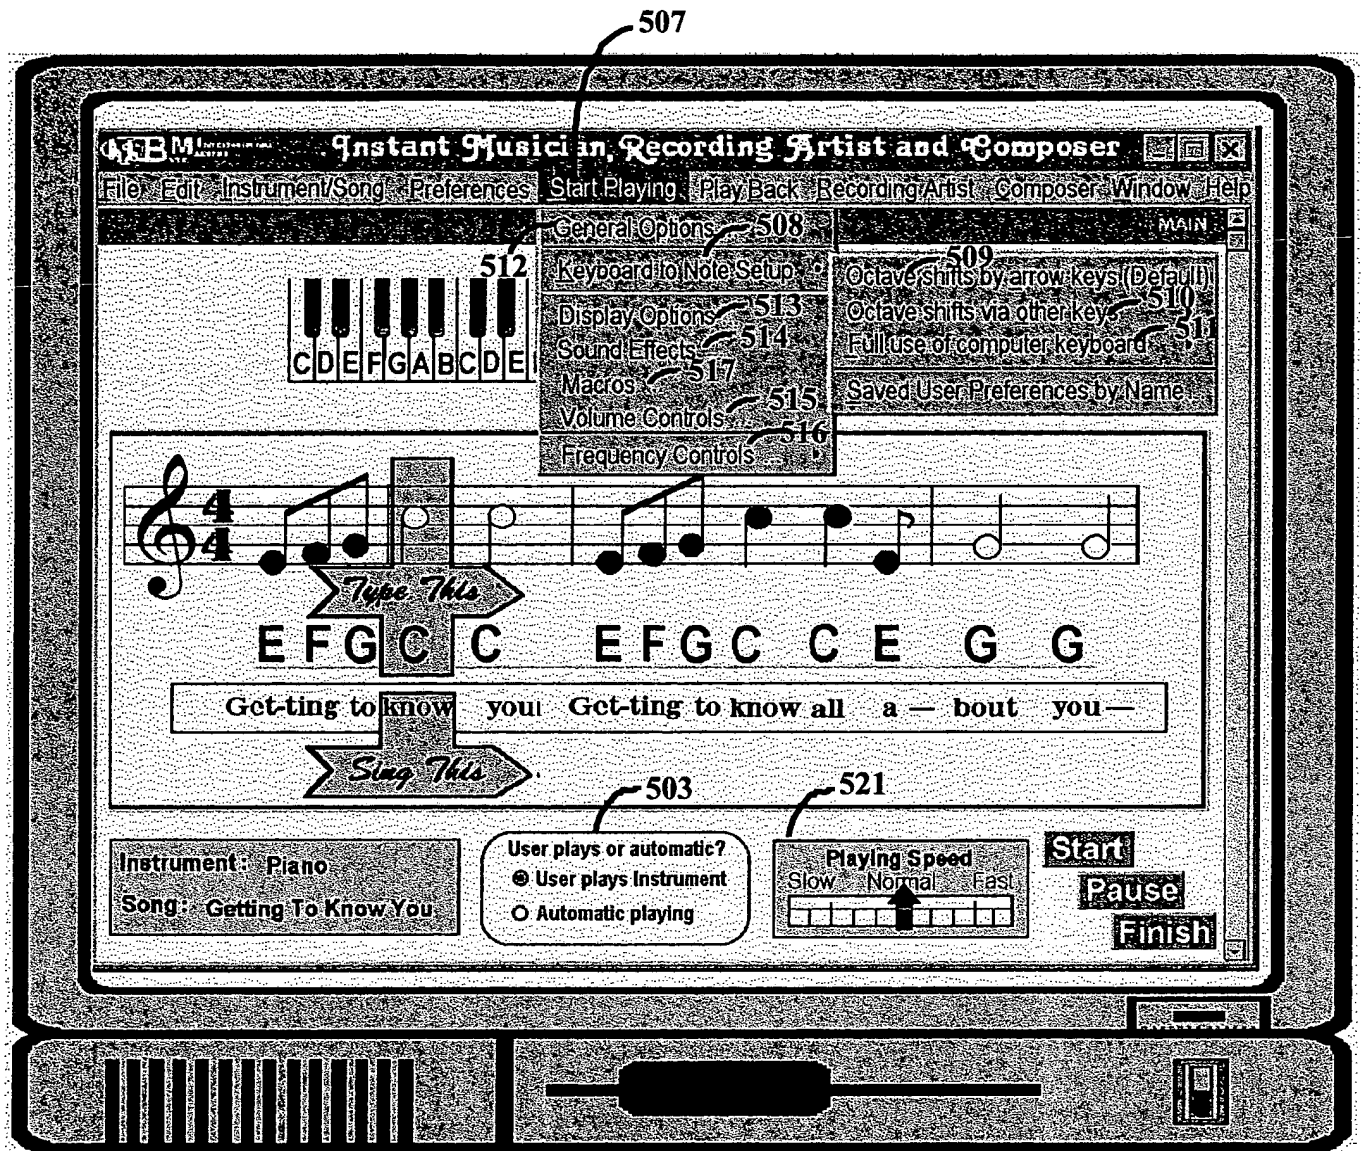 507
Instant Musician, Recording Artist and Composer
File Edit Instrument/Song Preferences Start Playing Play Back Recording Artist Composer Window Help
MAIN
General Options 508
512
Keyboard to Note Setup
509
Octave shifts by arrow keys (Default)
510
Octave shifts via other keys
511
Full use of computer keyboard
Saved User Preferences by Name
Display Options 513
Sound Effects 514
Macros 517
Volume Controls 515
516
Frequency Controls
C D E F G A B C D E
4
4
Type This
E F G C C E F G C C E G G
Get-ting to know you Get-ting to know all a — bout you —
Sing This
503
521
User plays or automatic?
User plays Instrument
Automatic playing
Instrument: Piano
Song: Getting To Know You
Playing Speed
Slow Normal Fast
Start
Pause
Finish